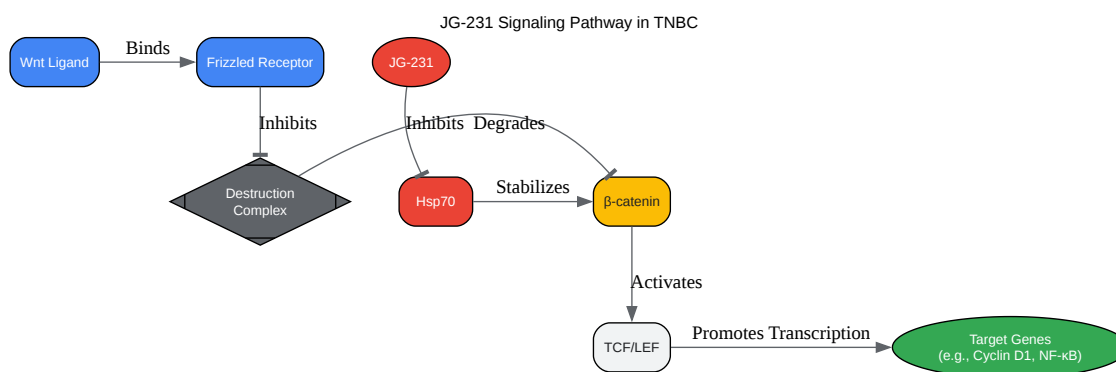 JG-231 Signaling Pathway in TNBC
Wnt Ligand
Binds
Frizzled Receptor
JG-231
Inhibits
Inhibits
Degrades
Destruction
Complex
Hsp70
Stabilizes
β-catenin
Activates
TCF/LEF
Promotes Transcription
Target Genes
(e.g., Cyclin D1, NF-κB)